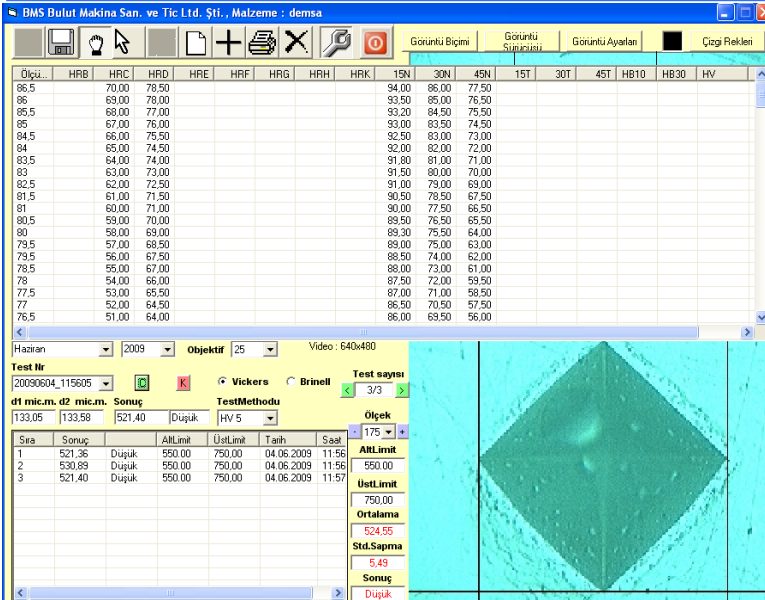 BMS Bulut Makina San. ve Tic Ltd. Şti., Malzeme : demsa
Görüntü Biçimi Görüntü Sürücüsü Görüntü Ayarları Çizgi Rekleri
Ölçü... HRB HRC HRD HRE HRF HRG HRH HRK 15N 30N 45N 15T 30T 45T HB10 HB30 HV
86,5 70,00 78,50 94,00 86,00 77,50
86 69,00 78,00 93,50 85,00 76,50
85,5 68,00 77,00 93,20 84,50 75,50
85 67,00 76,00 93,00 83,50 74,50
84,5 66,00 75,50 92,50 83,00 73,00
84 65,00 74,50 92,00 82,00 72,00
83,5 64,00 74,00 91,80 81,00 71,00
83 63,00 73,00 91,50 80,00 70,00
82,5 62,00 72,50 91,00 79,00 69,00
81,5 61,00 71,50 90,50 78,50 67,50
81 60,00 71,00 90,00 77,50 66,50
80,5 59,00 70,00 89,50 76,50 65,50
80 58,00 69,00 89,30 75,50 64,00
79,5 57,00 68,50 89,00 75,00 63,00
79,5 56,00 67,50 88,50 74,00 62,00
78,5 55,00 67,00 88,00 73,00 61,00
78 54,00 66,00 87,50 72,00 59,50
77,5 53,00 65,50 87,00 71,00 58,50
77 52,00 64,50 86,50 70,50 57,50
76,5 51,00 64,00 86,00 69,50 56,00
Haziran 2009 Objektif 25 Video : 640x480
Test Nr
20090604_115605 C K Vickers Brinell
Test sayısı
< 3/3 >
d1 mic.m. d2 mic.m. Sonuç TestMethodu
133,05 133,58 521,40 Düşük HV 5
Ölçek
- 175 +
Sıra Sonuç AltLimit ÜstLimit Tarih Saat
1 521,36 Düşük 550.00 750,00 04.06.2009 11:56
2 530,89 Düşük 550.00 750,00 04.06.2009 11:56
3 521,40 Düşük 550.00 750,00 04.06.2009 11:57
AltLimit
550.00
ÜstLimit
750,00
Ortalama
524,55
Std.Sapma
5,49
Sonuç
Düşük